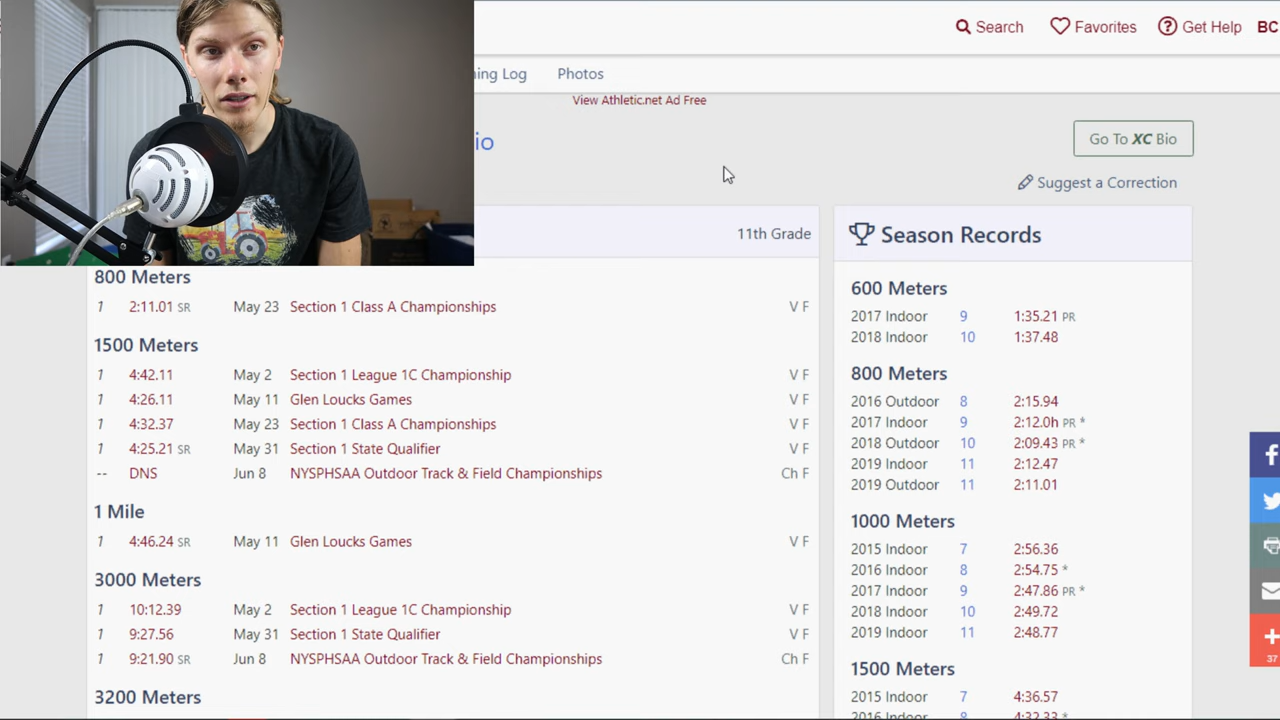 Search Favorites Get Help BC
ning Log Photos
View Athletic.net Ad Free
io
Go To XC Bio
Suggest a Correction
11th Grade
800 Meters
1 2:11.01 SR May 23 Section 1 Class A Championships V F
1500 Meters
1 4:42.11 May 2 Section 1 League 1C Championship V F
1 4:26.11 May 11 Glen Loucks Games V F
1 4:32.37 May 23 Section 1 Class A Championships V F
1 4:25.21 SR May 31 Section 1 State Qualifier V F
-- DNS Jun 8 NYSPHSAA Outdoor Track & Field Championships Ch F
1 Mile
1 4:46.24 SR May 11 Glen Loucks Games V F
3000 Meters
1 10:12.39 May 2 Section 1 League 1C Championship V F
1 9:27.56 May 31 Section 1 State Qualifier V F
1 9:21.90 SR Jun 8 NYSPHSAA Outdoor Track & Field Championships Ch F
3200 Meters
Season Records
600 Meters
2017 Indoor 9 1:35.21 PR
2018 Indoor 10 1:37.48
800 Meters
2016 Outdoor 8 2:15.94
2017 Indoor 9 2:12.0h PR *
2018 Outdoor 10 2:09.43 PR *
2019 Indoor 11 2:12.47
2019 Outdoor 11 2:11.01
1000 Meters
2015 Indoor 7 2:56.36
2016 Indoor 8 2:54.75 *
2017 Indoor 9 2:47.86 PR *
2018 Indoor 10 2:49.72
2019 Indoor 11 2:48.77
1500 Meters
2015 Indoor 7 4:36.57
2016 Indoor 8 4:32.33 *
37